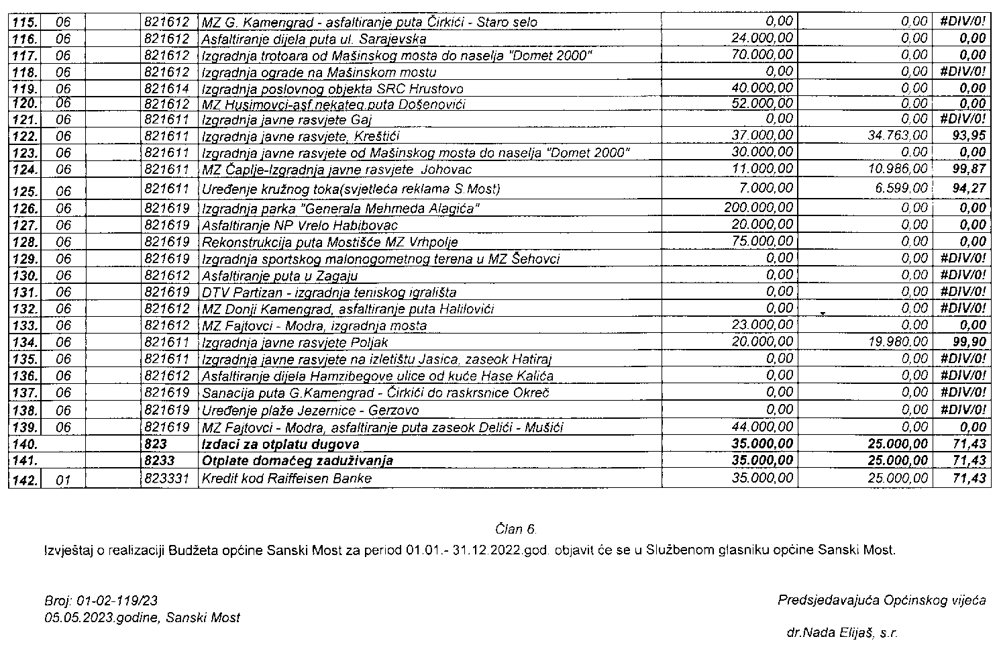 115. 06 821612 MZ G. Kamengrad - asfaltiranje puta Čirkići - Staro selo 0,00 0,00 #DIV/0!
116. 06 821612 Asfaltiranje dijela puta ul. Sarajevska 24.000,00 0,00 0,00
117. 06 821612 Izgradnja trotoara od Mašinskog mosta do naselja "Domet 2000" 70.000,00 0,00 0,00
118. 06 821612 Izgradnja ograde na Mašinskom mostu 0,00 0,00 #DIV/0!
119. 06 821614 Izgradnja poslovnog objekta SRC Hrustovo 40.000,00 0,00 0,00
120. 06 821612 MZ Husimovci-asf.nekateg.puta Došenovići 52.000,00 0,00 0,00
121. 06 821611 Izgradnja javne rasvjete Gaj 0,00 0,00 #DIV/0!
122. 06 821611 Izgradnja javne rasvjete, Kreštići 37.000,00 34.763,00 93,95
123. 06 821611 Izgradnja javne rasvjete od Mašinskog mosta do naselja "Domet 2000" 30.000,00 0,00 0,00
124. 06 821611 MZ Čaplje-Izgradnja javne rasvjete Johovac 11.000,00 10.986,00 99,87
125. 06 821611 Uređenje kružnog toka(svjetleća reklama S.Most) 7.000,00 6.599,00 94,27
126. 06 821619 Izgradnja parka "Generala Mehmeda Alagića" 200.000,00 0,00 0,00
127. 06 821619 Asfaltiranje NP Vrelo Habibovac 20.000,00 0,00 0,00
128. 06 821619 Rekonstrukcija puta Mostišće MZ Vrhpolje 75.000,00 0,00 0,00
129. 06 821619 Izgradnja sportskog malonogometnog terena u MZ Šehovci 0,00 0,00 #DIV/0!
130. 06 821612 Asfaltiranje puta u Zagaju 0,00 0,00 #DIV/0!
131. 06 821619 DTV Partizan - izgradnja teniskog igrališta 0,00 0,00 #DIV/0!
132. 06 821612 MZ Donji Kamengrad, asfaltiranje puta Halilovići 0,00 0,00 #DIV/0!
133. 06 821612 MZ Fajtovci - Modra, izgradnja mosta 23.000,00 0,00 0,00
134. 06 821611 Izgradnja javne rasvjete Poljak 20.000,00 19.980,00 99,90
135. 06 821611 Izgradnja javne rasvjete na izletištu Jasica, zaseok Hatiraj 0,00 0,00 #DIV/0!
136. 06 821612 Asfaltiranje dijela Hamzibegove ulice od kuće Hase Kalića 0,00 0,00 #DIV/0!
137. 06 821619 Sanacija puta G.Kamengrad - Čirkići do raskrsnice Okreč 0,00 0,00 #DIV/0!
138. 06 821619 Uređenje plaže Jezernice - Gerzovo 0,00 0,00 #DIV/0!
139. 06 821619 MZ Fajtovci - Modra, asfaltiranje puta zaseok Delići - Mušići 44.000,00 0,00 0,00
140. 823 Izdaci za otplatu dugova 35.000,00 25.000,00 71,43
141. 8233 Otplate domaćeg zaduživanja 35.000,00 25.000,00 71,43
142. 01 823331 Kredit kod Raiffeisen Banke 35.000,00 25.000,00 71,43
Član 6.
Izvještaj o realizaciji Budžeta općine Sanski Most za period 01.01.- 31.12.2022.god. objavit će se u Službenom glasniku općine Sanski Most.
Broj: 01-02-119/23 Predsjedavajuća Općinskog vijeća
05.05.2023.godine, Sanski Most
dr.Nada Elijaš, s.r.